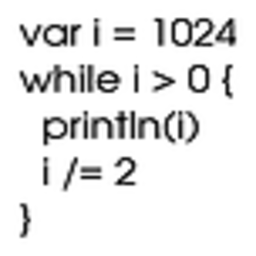 var i = 1024
while i > 0 {
println(i)
i /= 2
}